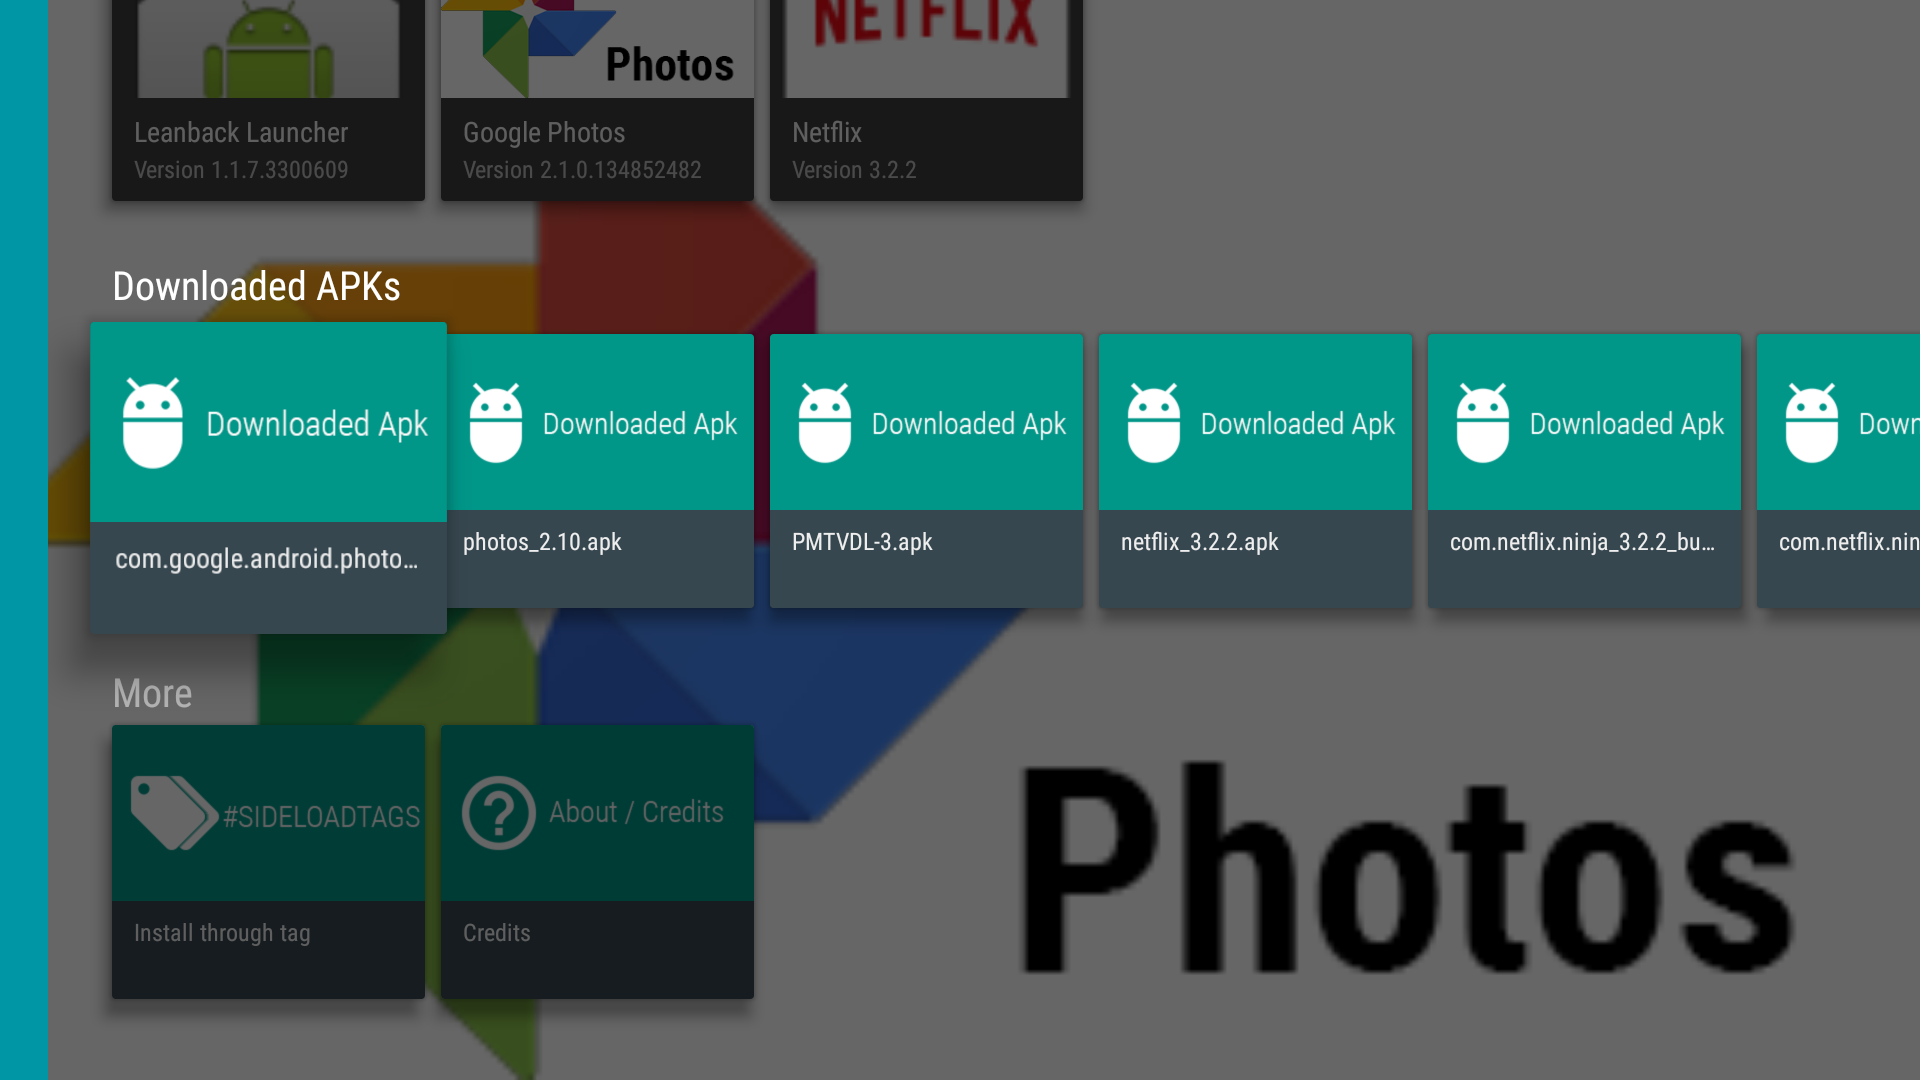 Photos
NETFLIX
Leanback Launcher
Version 1.1.7.3300609
Google Photos
Version 2.1.0.134852482
Netflix
Version 3.2.2
Downloaded APKs
Downloaded Apk
com.google.android.photo...
Downloaded Apk
photos_2.10.apk
Downloaded Apk
PMTVDL-3.apk
Downloaded Apk
netflix_3.2.2.apk
Downloaded Apk
com.netflix.ninja_3.2.2_bu...
Down
com.netflix.nin
More
#SIDELOADTAGS
Install through tag
About / Credits
Credits
Photos